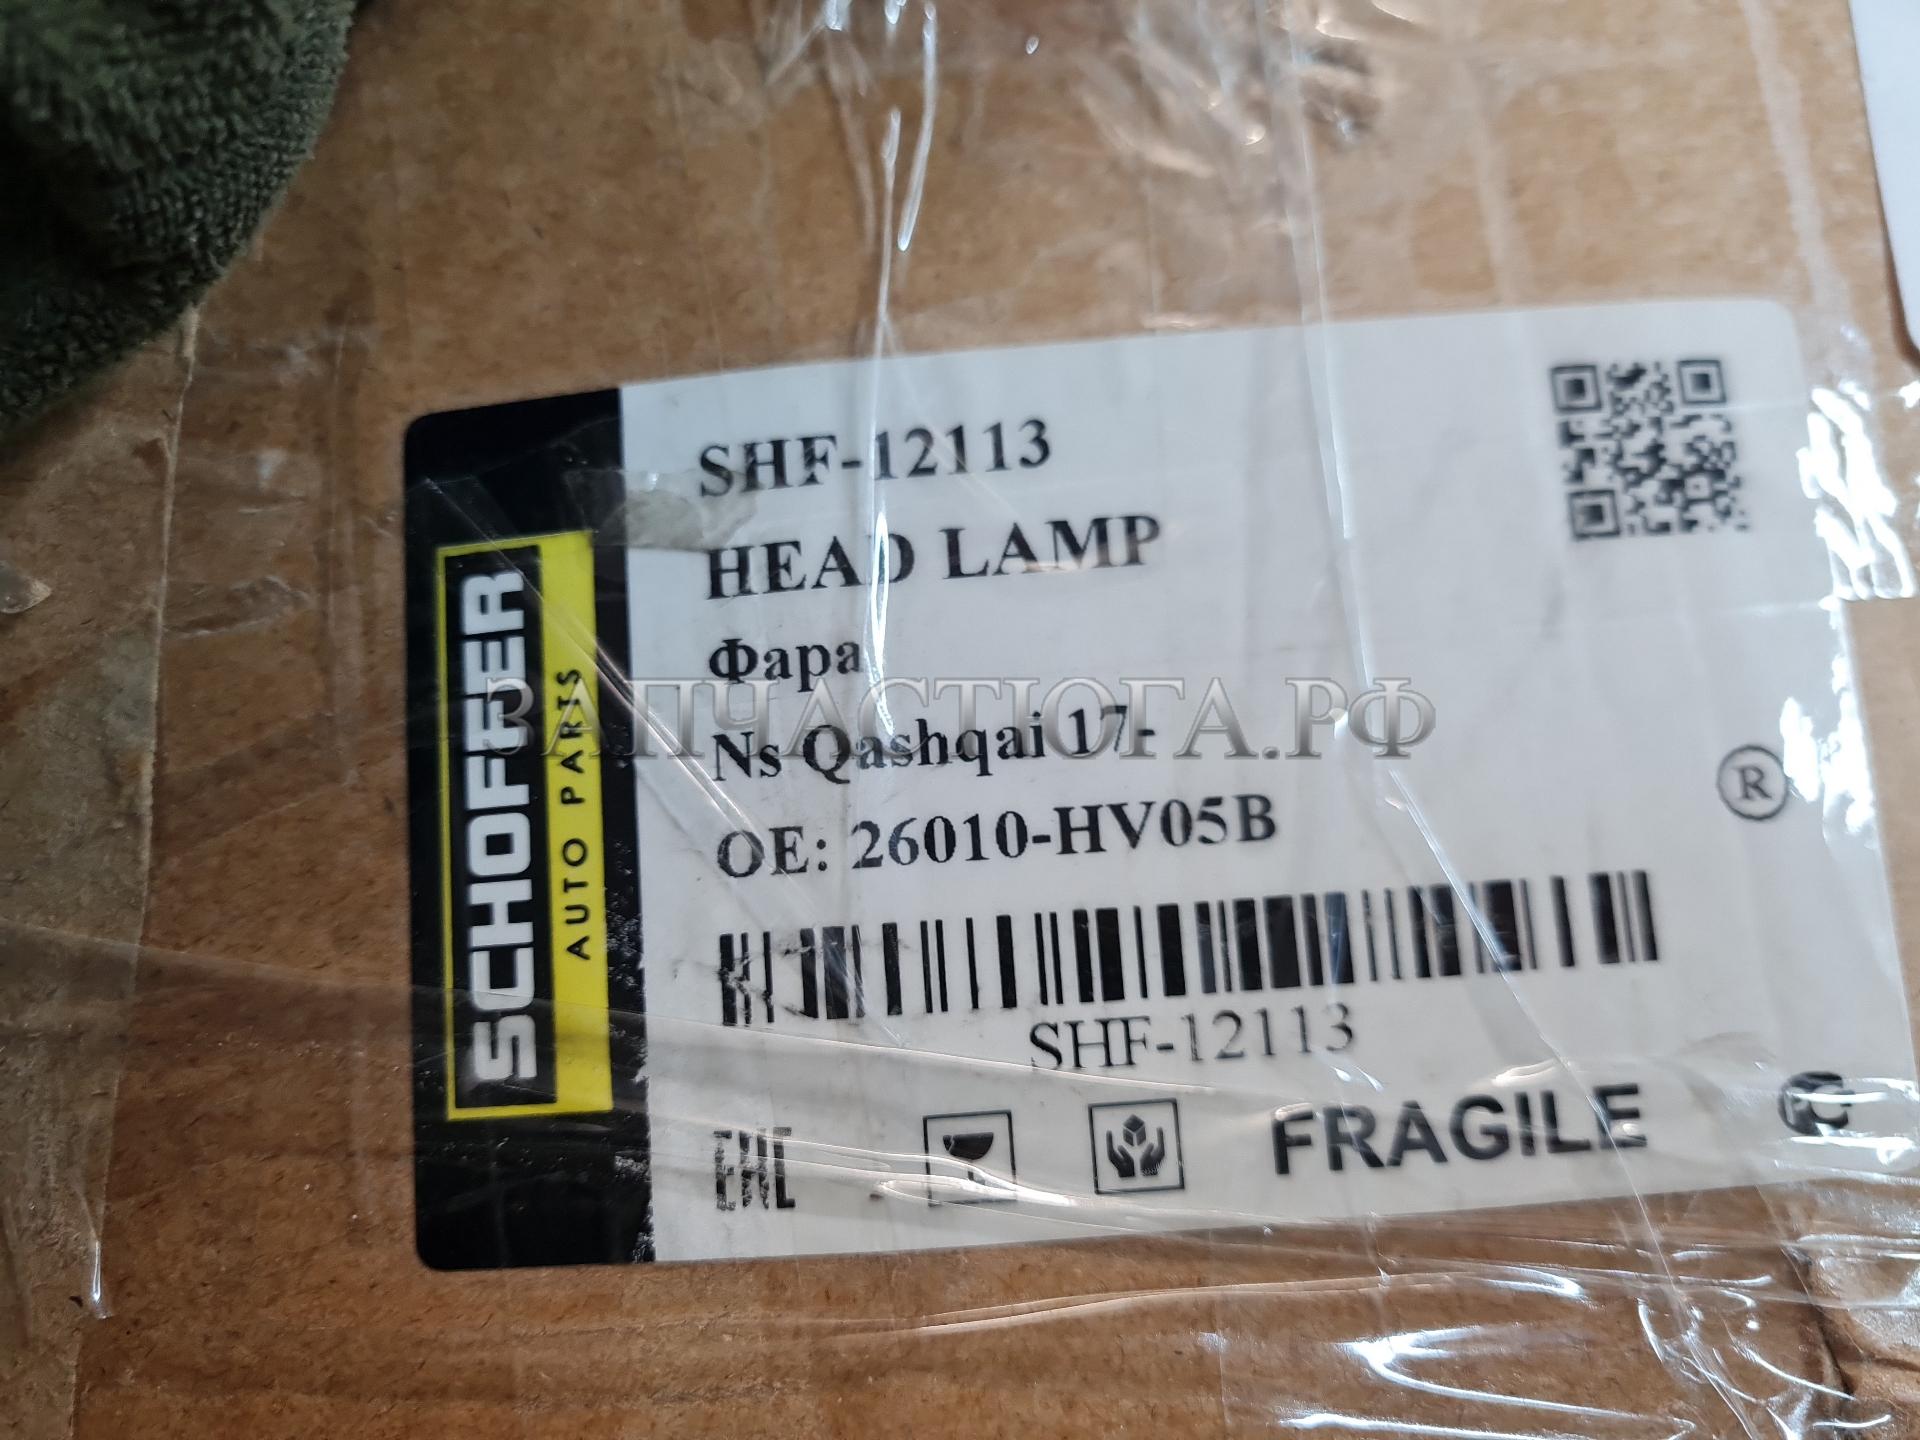 SCHOFFER
AUTO PARTS
SHF-12113
HEAD LAMP
Фара
ЗАПЧАСТЮГА.РФ
Ns Qashqai 17-
OE: 26010-HV05B
®
SHF-12113
EAC
FRAGILE